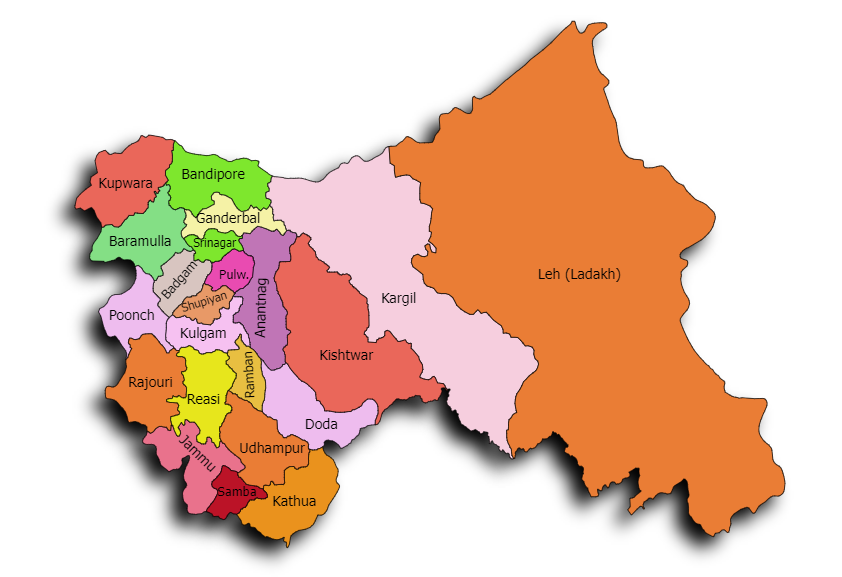 Kupwara
Bandipore
Ganderbal
Baramulla
Srinagar
Badgam
Pulw.
Leh (Ladakh)
Shupiyan
Anantnag
Kargil
Poonch
Kulgam
Kishtwar
Rajouri
Ramban
Reasi
Doda
Jammu
Udhampur
Samba
Kathua